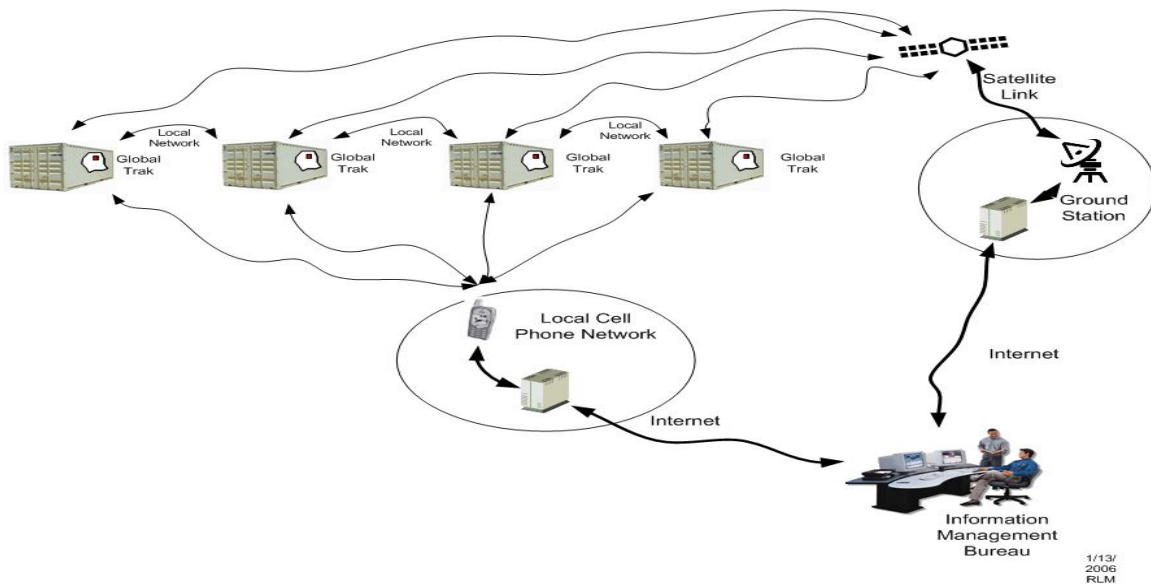 Satellite
Link
Local
Network
Local
Network
Local
Network
Global
Trak
Global
Trak
Global
Trak
Global
Trak
Ground
Station
Local Cell
Phone Network
Internet
Internet
Information
Management
Bureau
1/13/
2006
RLM